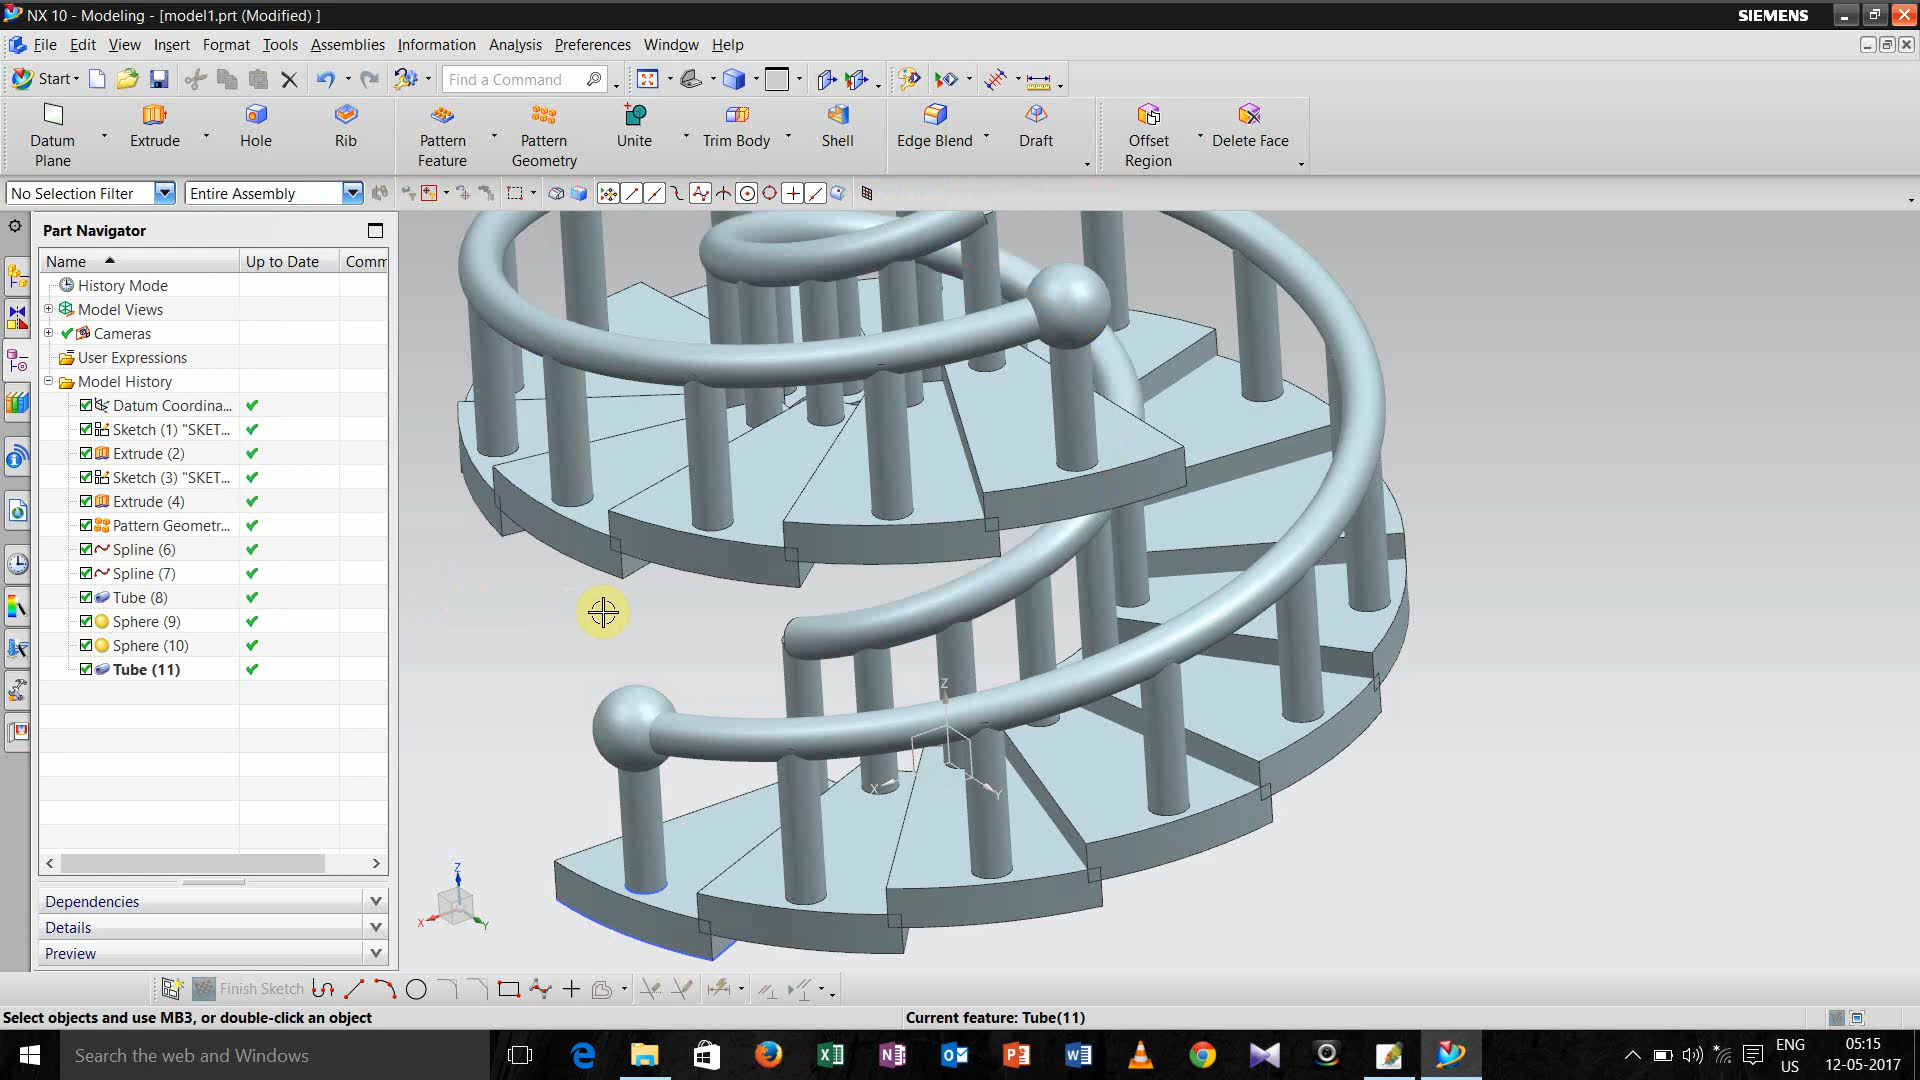 NX 10 - Modeling - [model1.prt (Modified) ]
SIEMENS
File Edit View Insert Format Tools Assemblies Information Analysis Preferences Window Help
Start
Find a Command
Datum Plane
Extrude
Hole
Rib
Pattern Feature
Pattern Geometry
Unite
Trim Body
Shell
Edge Blend
Draft
Offset Region
Delete Face
No Selection Filter
Entire Assembly
Part Navigator
Name Up to Date Comm
History Mode
Model Views
Cameras
User Expressions
Model History
Datum Coordina...
Sketch (1) "SKET...
Extrude (2)
Sketch (3) "SKET...
Extrude (4)
Pattern Geometr...
Spline (6)
Spline (7)
Tube (8)
Sphere (9)
Sphere (10)
Tube (11)
Z
X
Y
Z
X
Y
Dependencies
Details
Preview
Finish Sketch
Select objects and use MB3, or double-click an object
Current feature: Tube(11)
Search the web and Windows
ENG
US
05:15
12-05-2017